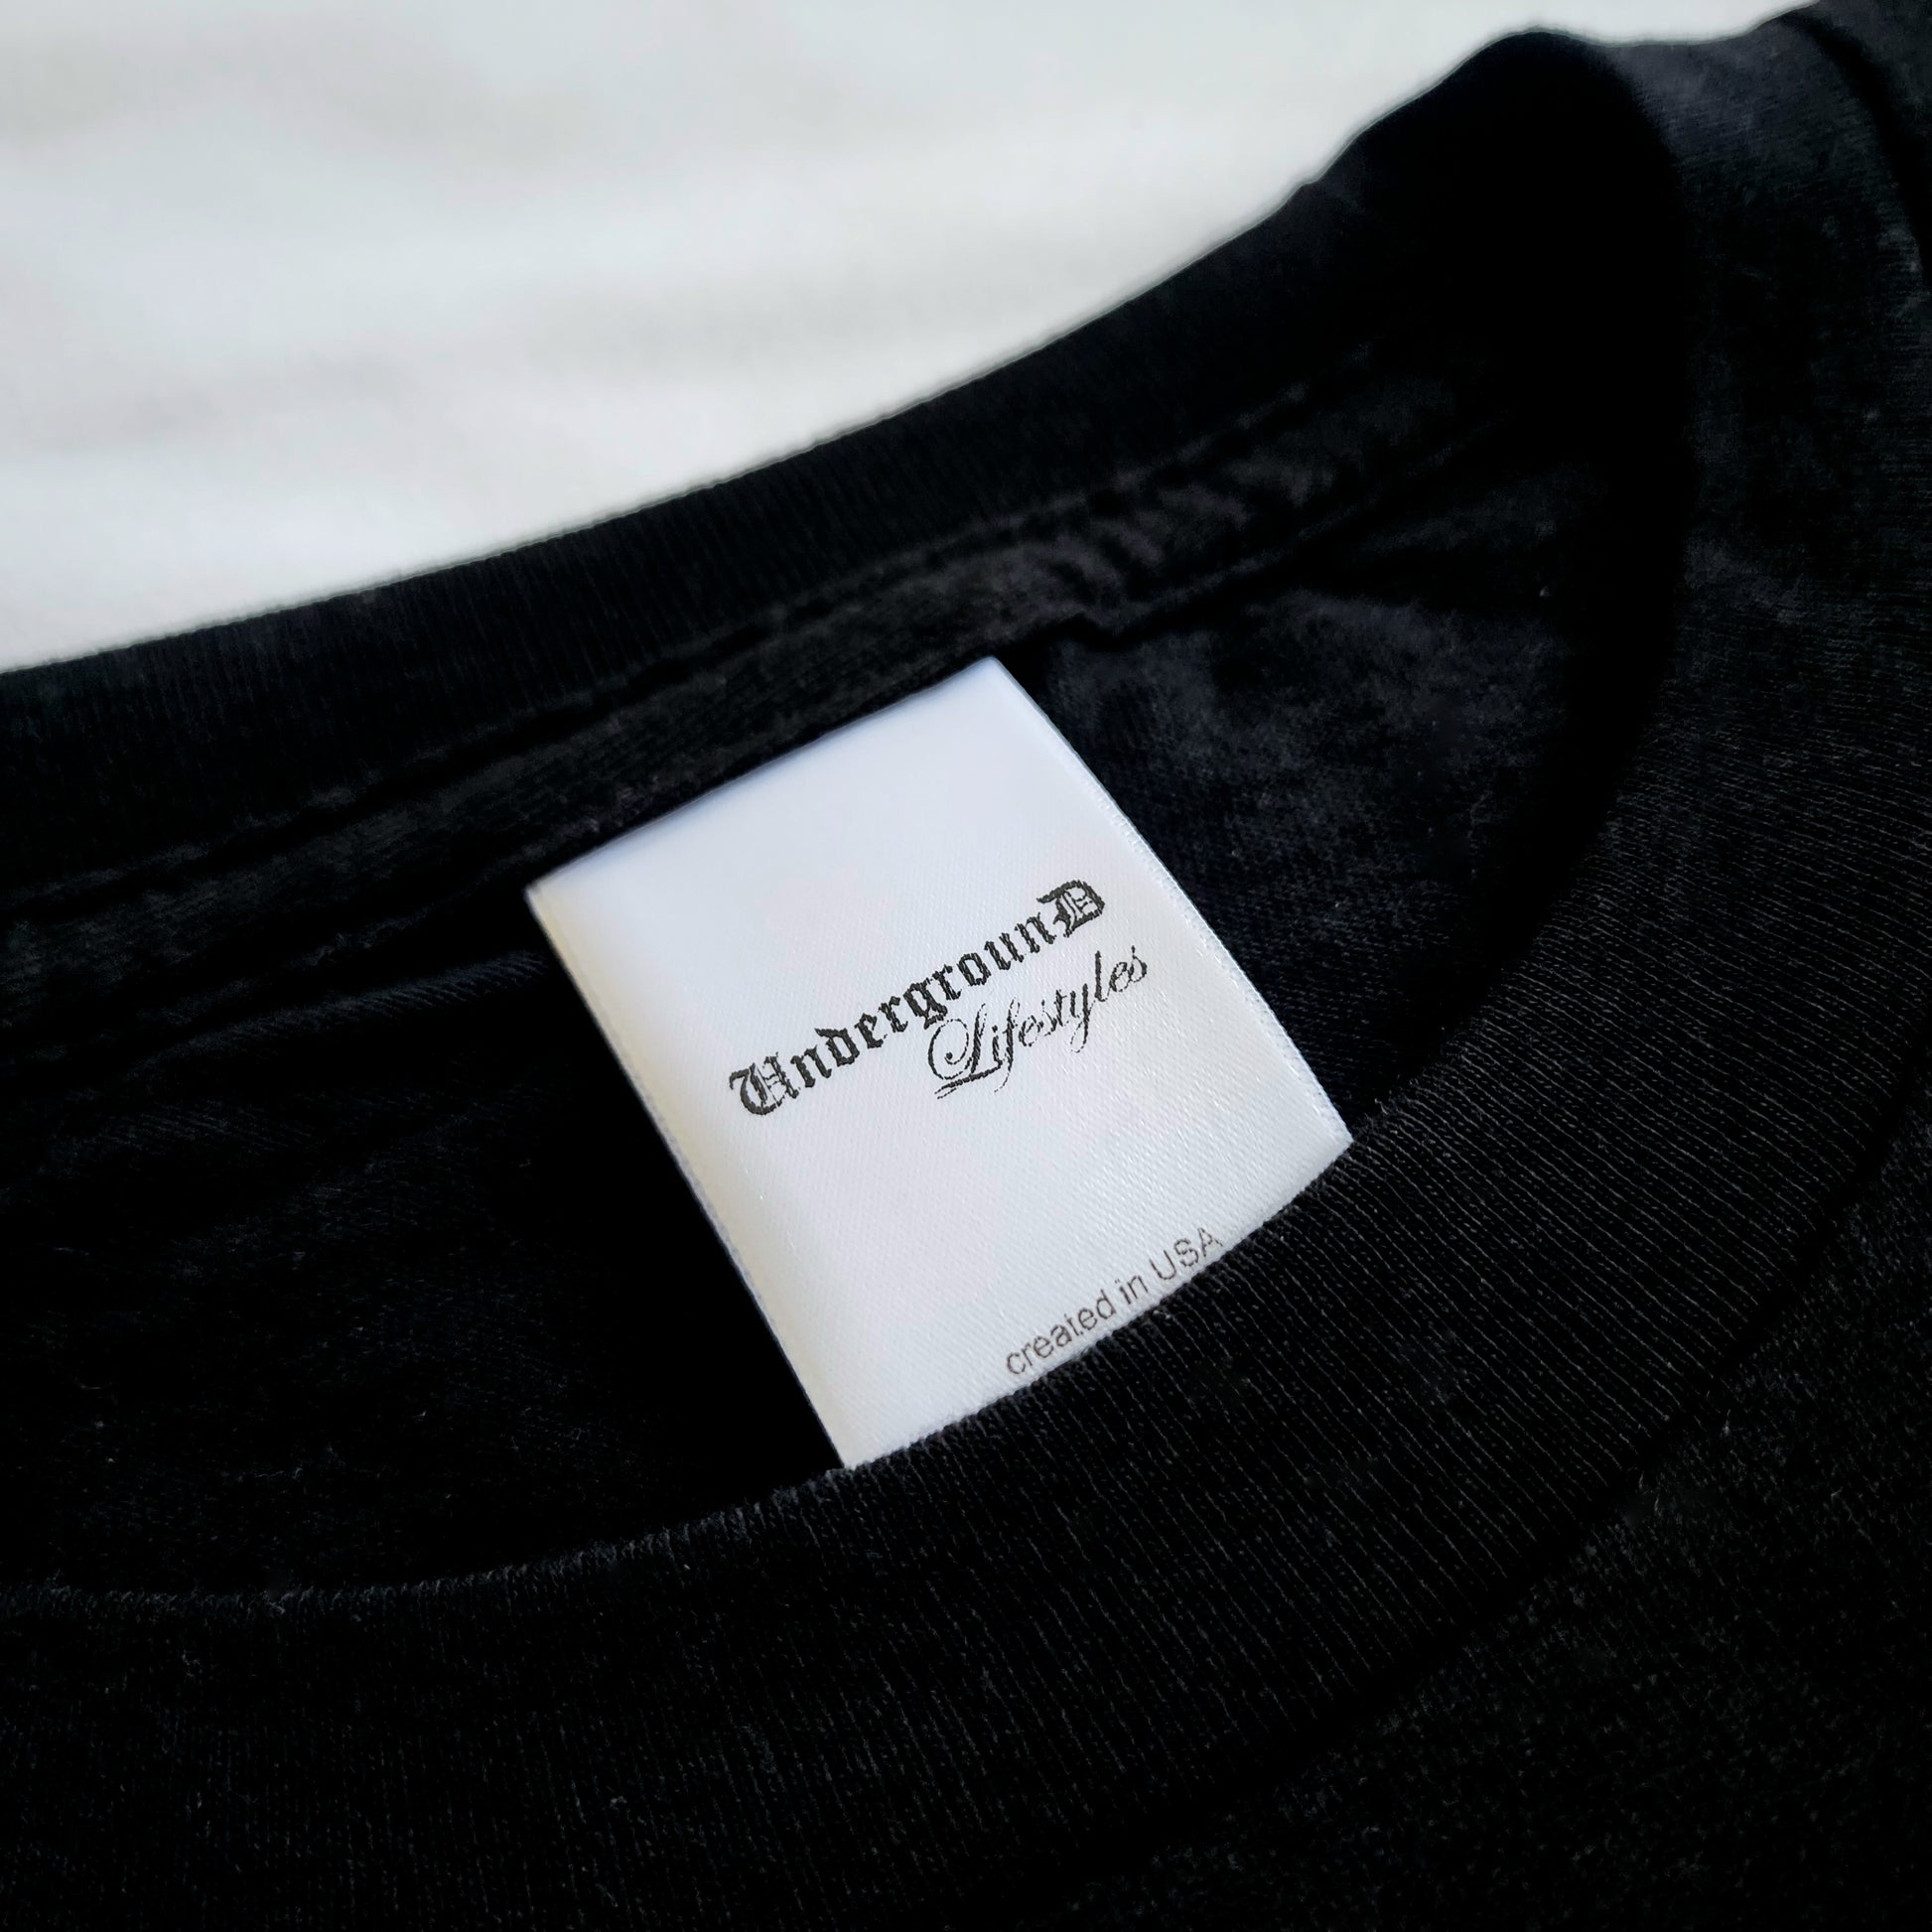 UndergrounD
Lifestyles
created in USA